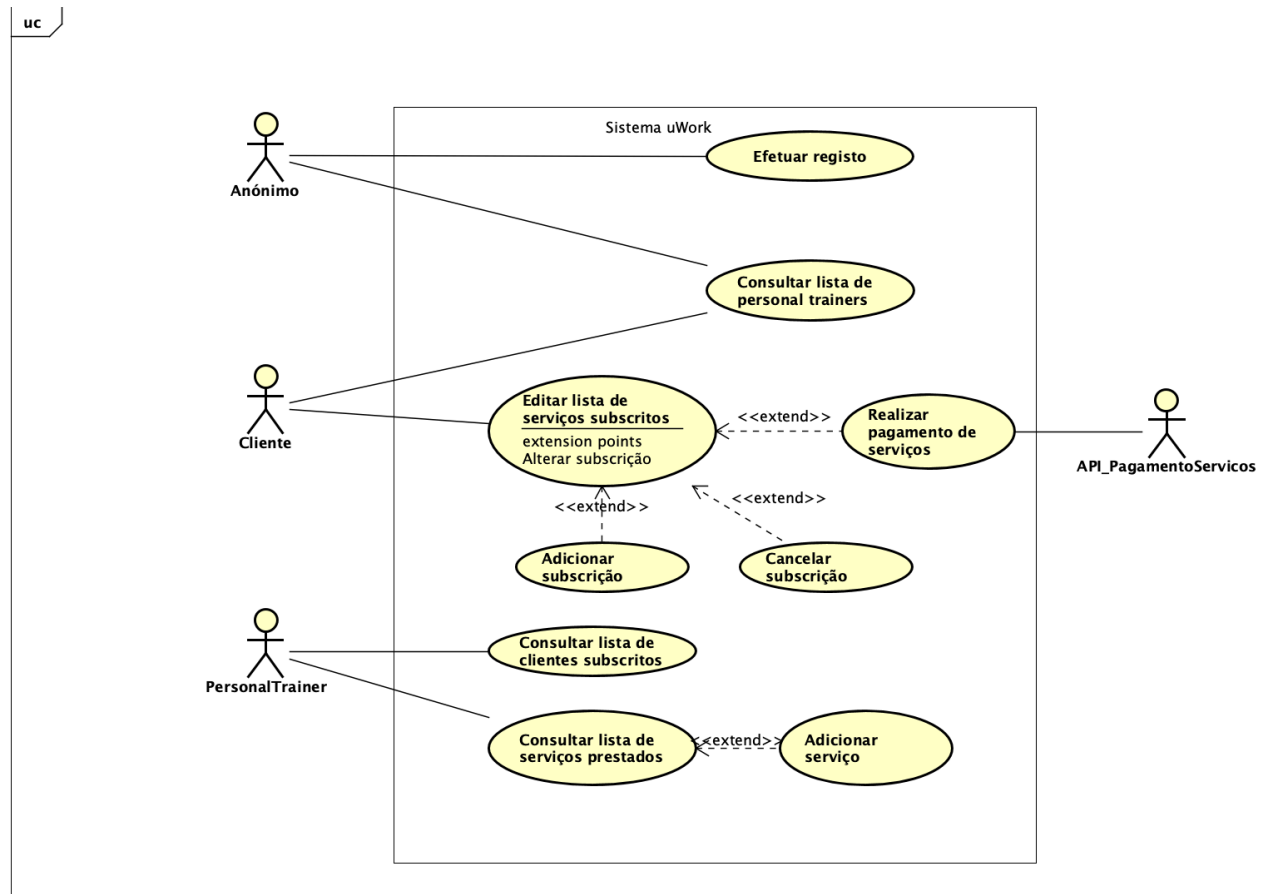 uc
Sistema uWork
Efetuar registo
Anónimo
Consultar lista de
personal trainers
Editar lista de
serviços subscritos
extension points
Alterar subscrição
<<extend>>
Realizar
pagamento de
serviços
Cliente
API_PagamentoServicos
<<extend>>
<<extend>>
Adicionar
subscrição
Cancelar
subscrição
Consultar lista de
clientes subscritos
PersonalTrainer
Consultar lista de
serviços prestados
<<extend>>
Adicionar
serviço